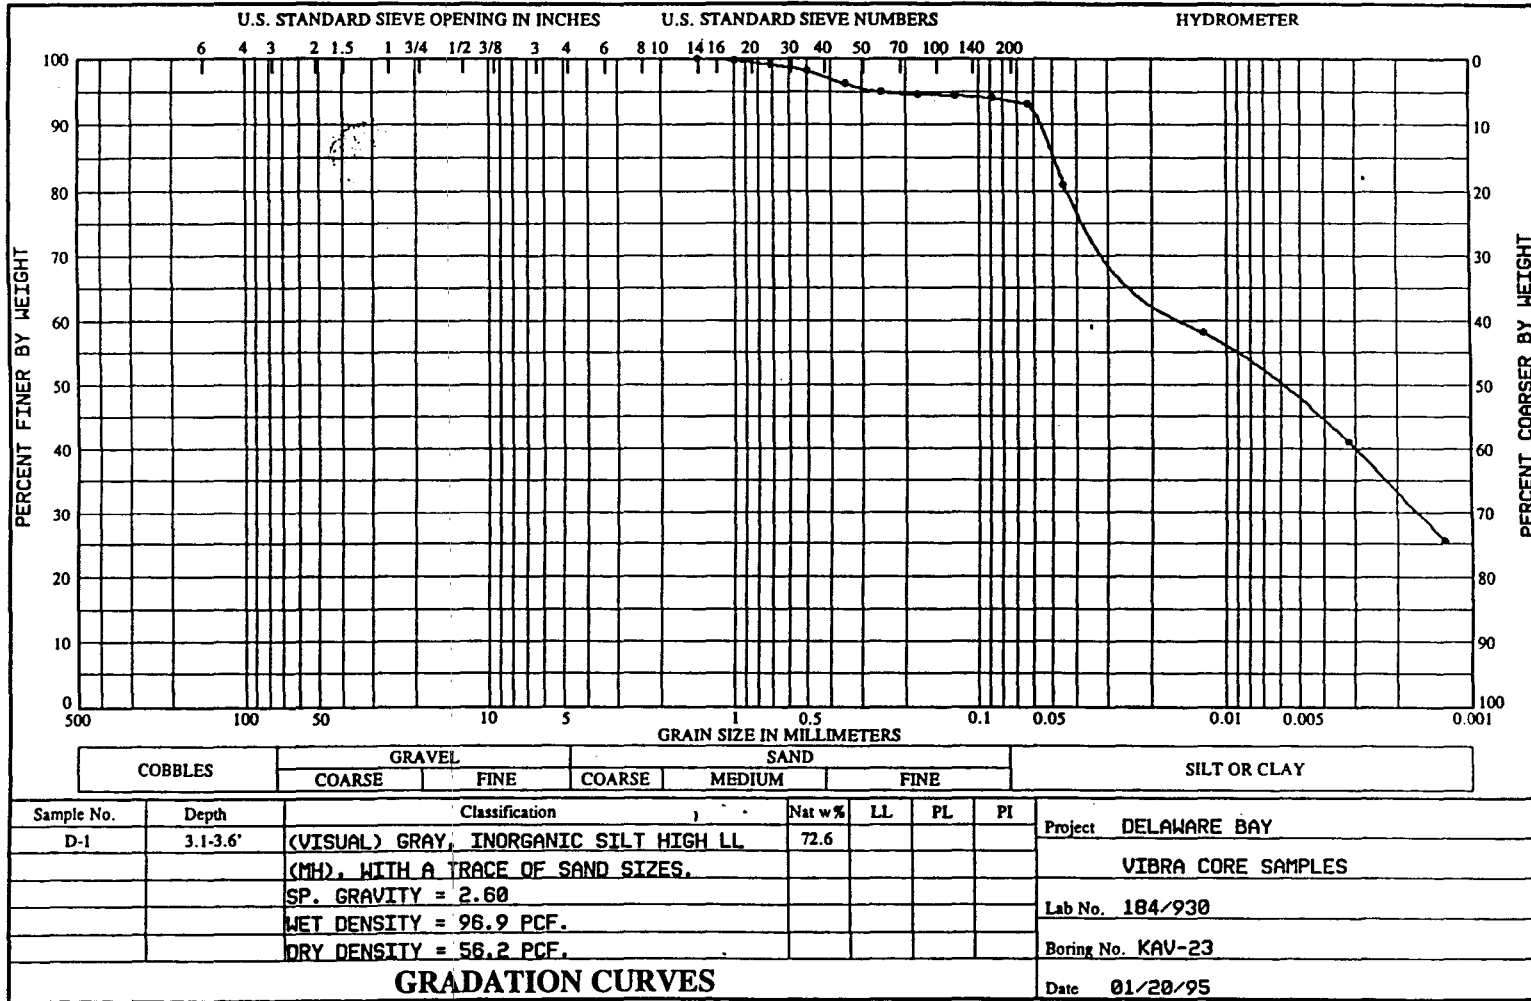 U.S. STANDARD SIEVE OPENING IN INCHES U.S. STANDARD SIEVE NUMBERS HYDROMETER
6 4 3 2 1.5 1 3/4 1/2 3/8 3 4 6 8 10 14 16 20 30 40 50 70 100 140 200
100 0
90 10
80 20
70 30
60 40
50 50
40 60
30 70
20 80
10 90
0 100
PERCENT FINER BY WEIGHT
PERCENT COARSER BY WEIGHT
500 100 50 10 5 1 0.5 0.1 0.05 0.01 0.005 0.001
GRAIN SIZE IN MILLIMETERS
COBBLES GRAVEL SAND SILT OR CLAY
COARSE FINE COARSE MEDIUM FINE
Sample No. Depth Classification Nat w% LL PL PI
D-1 3.1-3.6' (VISUAL) GRAY, INORGANIC SILT HIGH LL 72.6
(MH), WITH A TRACE OF SAND SIZES.
SP. GRAVITY = 2.60
WET DENSITY = 96.9 PCF.
DRY DENSITY = 56.2 PCF.
Project DELAWARE BAY
VIBRA CORE SAMPLES
Lab No. 184/930
Boring No. KAV-23
Date 01/20/95
GRADATION CURVES